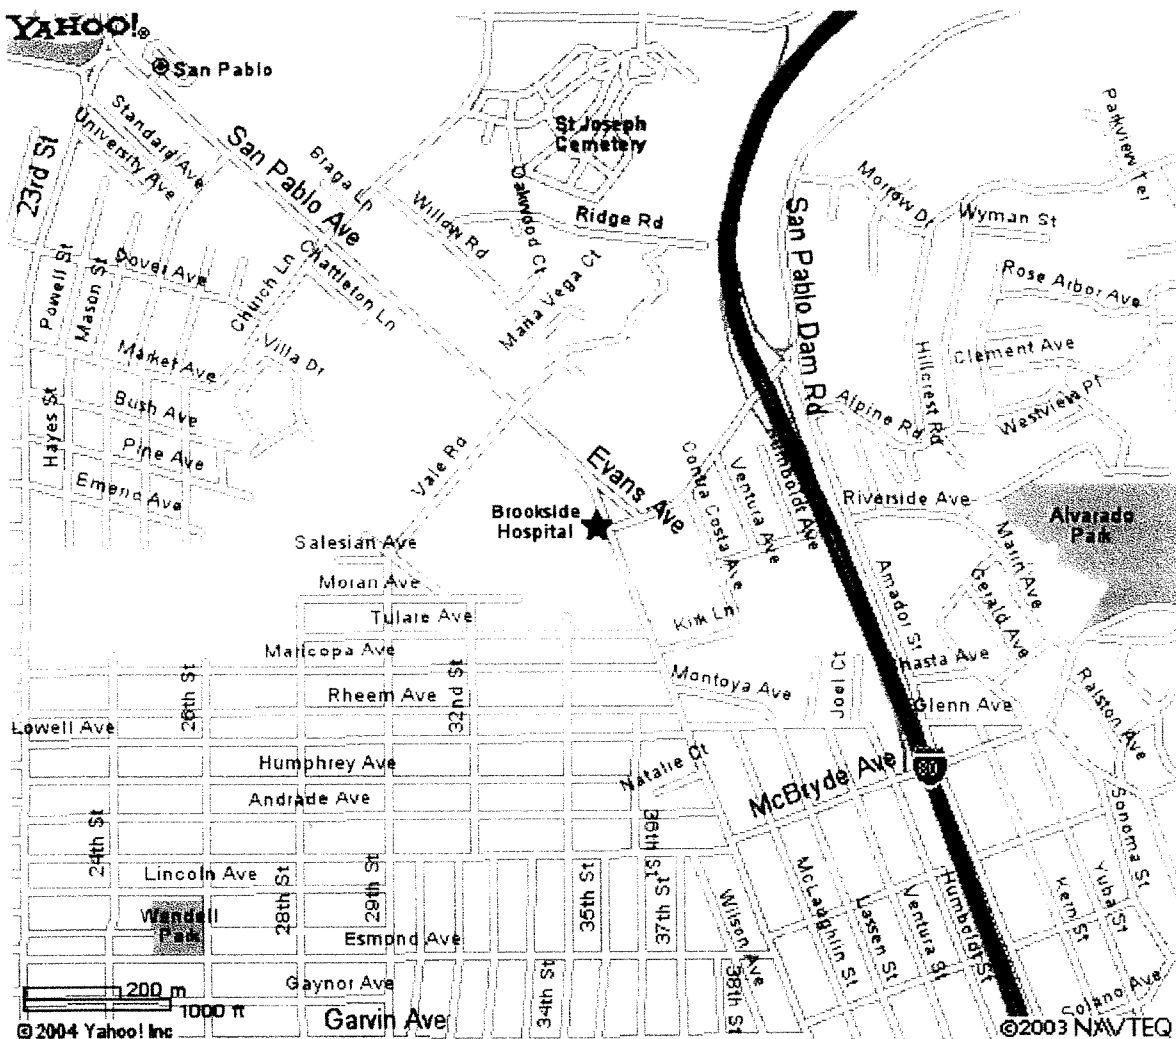 YAHOO!®
San Pablo
St Joseph
Cemetery
Parkview Ter
Standard Ave
University Ave
23rd St
San Pablo Ave
Braga Ln
Willow Rd
Oakwood Ct
Ridge Rd
Morrow Dr
Wyman St
San Pablo Dam Rd
Powell St
Mason St
Dover Ave
Church Ln
Chattleton Ln
Maria Vega Ct
Rose Arbor Ave
Market Ave
Villa Dr
Hillcrest Rd
Clement Ave
Hayes St
Bush Ave
Alpine Rd
Westview Pl
Pine Ave
Vale Rd
Evans Ave
Contra Costa Ave
Ventura Ave
Humboldt Ave
Emeric Ave
Riverside Ave
Brookside
Hospital
Alvarado
Park
Salesian Ave
Marin Ave
Moran Ave
Amador St
Gerald Ave
Tulare Ave
Kirk Ln
Maricopa Ave
Shasta Ave
26th St
Rheem Ave
32nd St
Montoya Ave
Joel Ct
Glenn Ave
Ralston Ave
Lowell Ave
Humphrey Ave
Natalie Ct
McBryde Ave
80
Andrade Ave
24th St
36th St
Sonoma St
Lincoln Ave
28th St
29th St
35th St
37th St
Wilson Ave
McLaughlin St
Lassen St
Ventura St
Humboldt St
Kern St
Yuba St
Wendell
Park
Esmond Ave
Gaynor Ave
34th St
38th St
Solano Ave
200 m
1000 ft
Garvin Ave
©2004 Yahoo! Inc
©2003 NAVTEQ